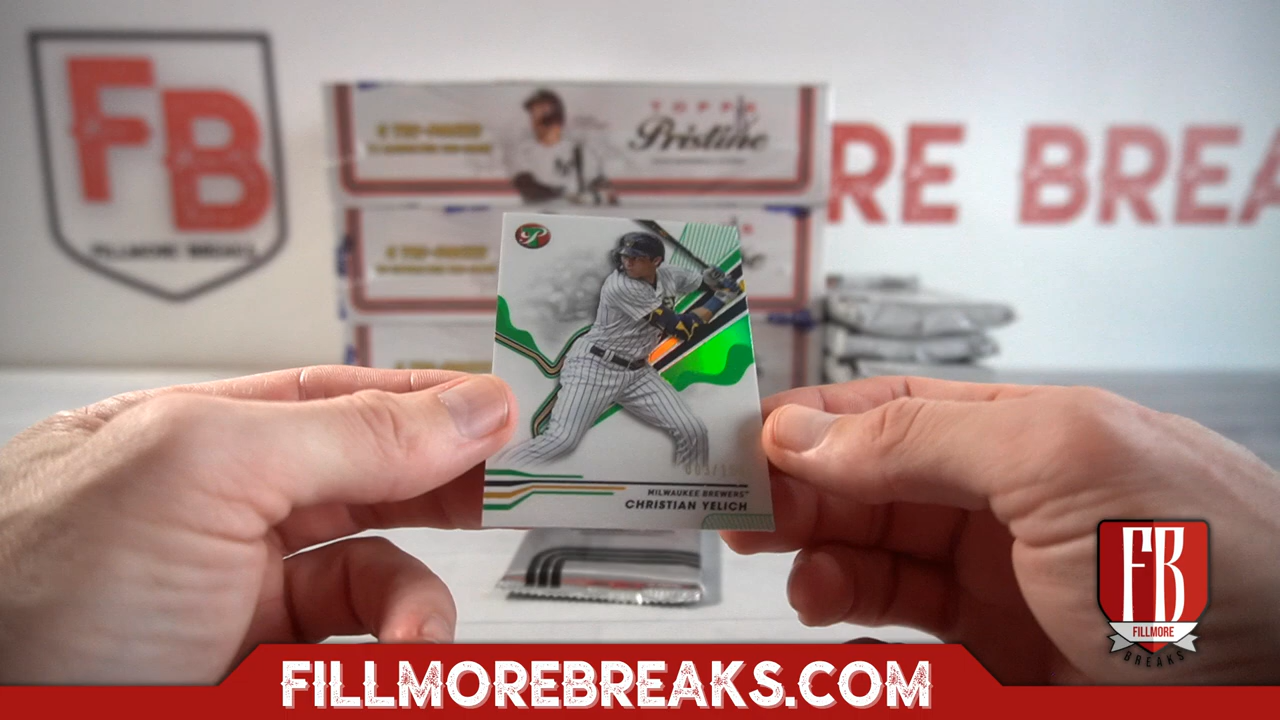 FB
FILLMORE BREAKS
TOPPS
Pristine
RE BREA
MILWAUKEE BREWERS
CHRISTIAN YELICH
FB
FILLMORE
BREAKS
FILLMOREBREAKS.COM